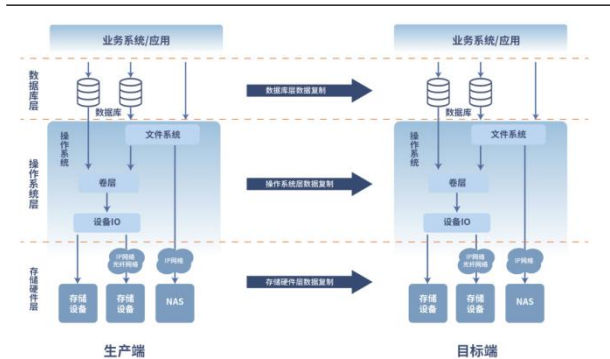 业务系统/应用
业务系统/应用
数据库层
数据库层数据复制
数据库
数据库
操作系统层
操作系统
文件系统
操作系统
文件系统
卷层
操作系统层数据复制
卷层
设备IO
设备IO
IP网络
光纤网络
IP网络
IP网络
光纤网络
IP网络
存储硬件层
存储硬件层数据复制
存储
设备
存储
设备
NAS
存储
设备
存储
设备
NAS
生产端
目标端